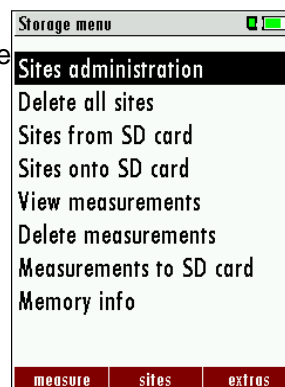 Storage menu
e
Sites administration
Delete all sites
Sites from SD card
Sites onto SD card
View measurements
Delete measurements
Measurements to SD card
Memory info
measure sites extras